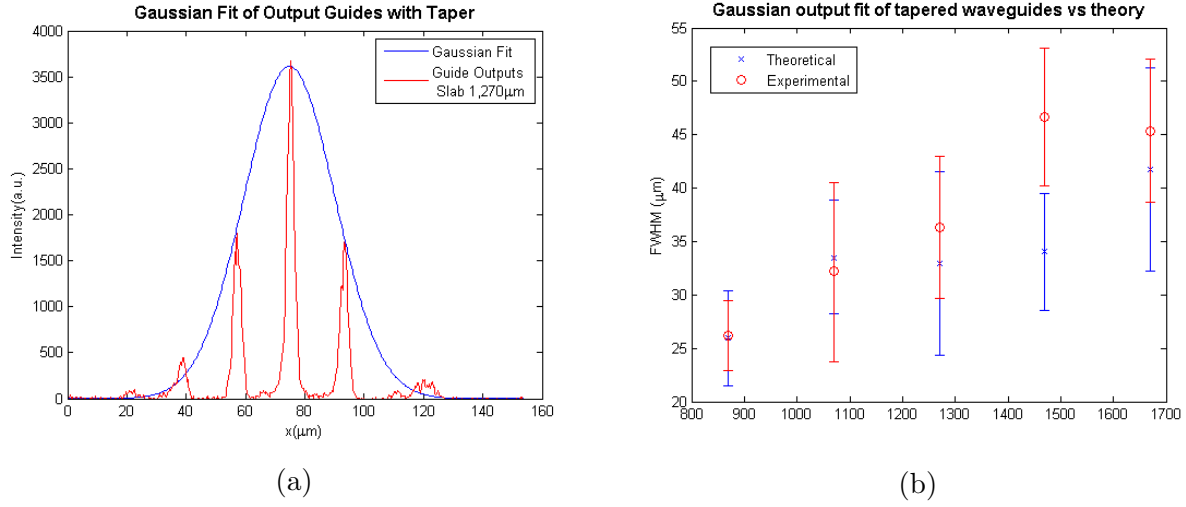 Gaussian Fit of Output Guides with Taper
4000
3500
3000
2500
2000
1500
1000
500
0
Intensity(a.u.)
Gaussian Fit
Guide Outputs
Slab 1,270μm
0 20 40 60 80 100 120 140 160
x(μm)
(a)
Gaussian output fit of tapered waveguides vs theory
55
50
45
40
35
30
25
20
FWHM (μm)
Theoretical
Experimental
800 900 1000 1100 1200 1300 1400 1500 1600 1700
(b)